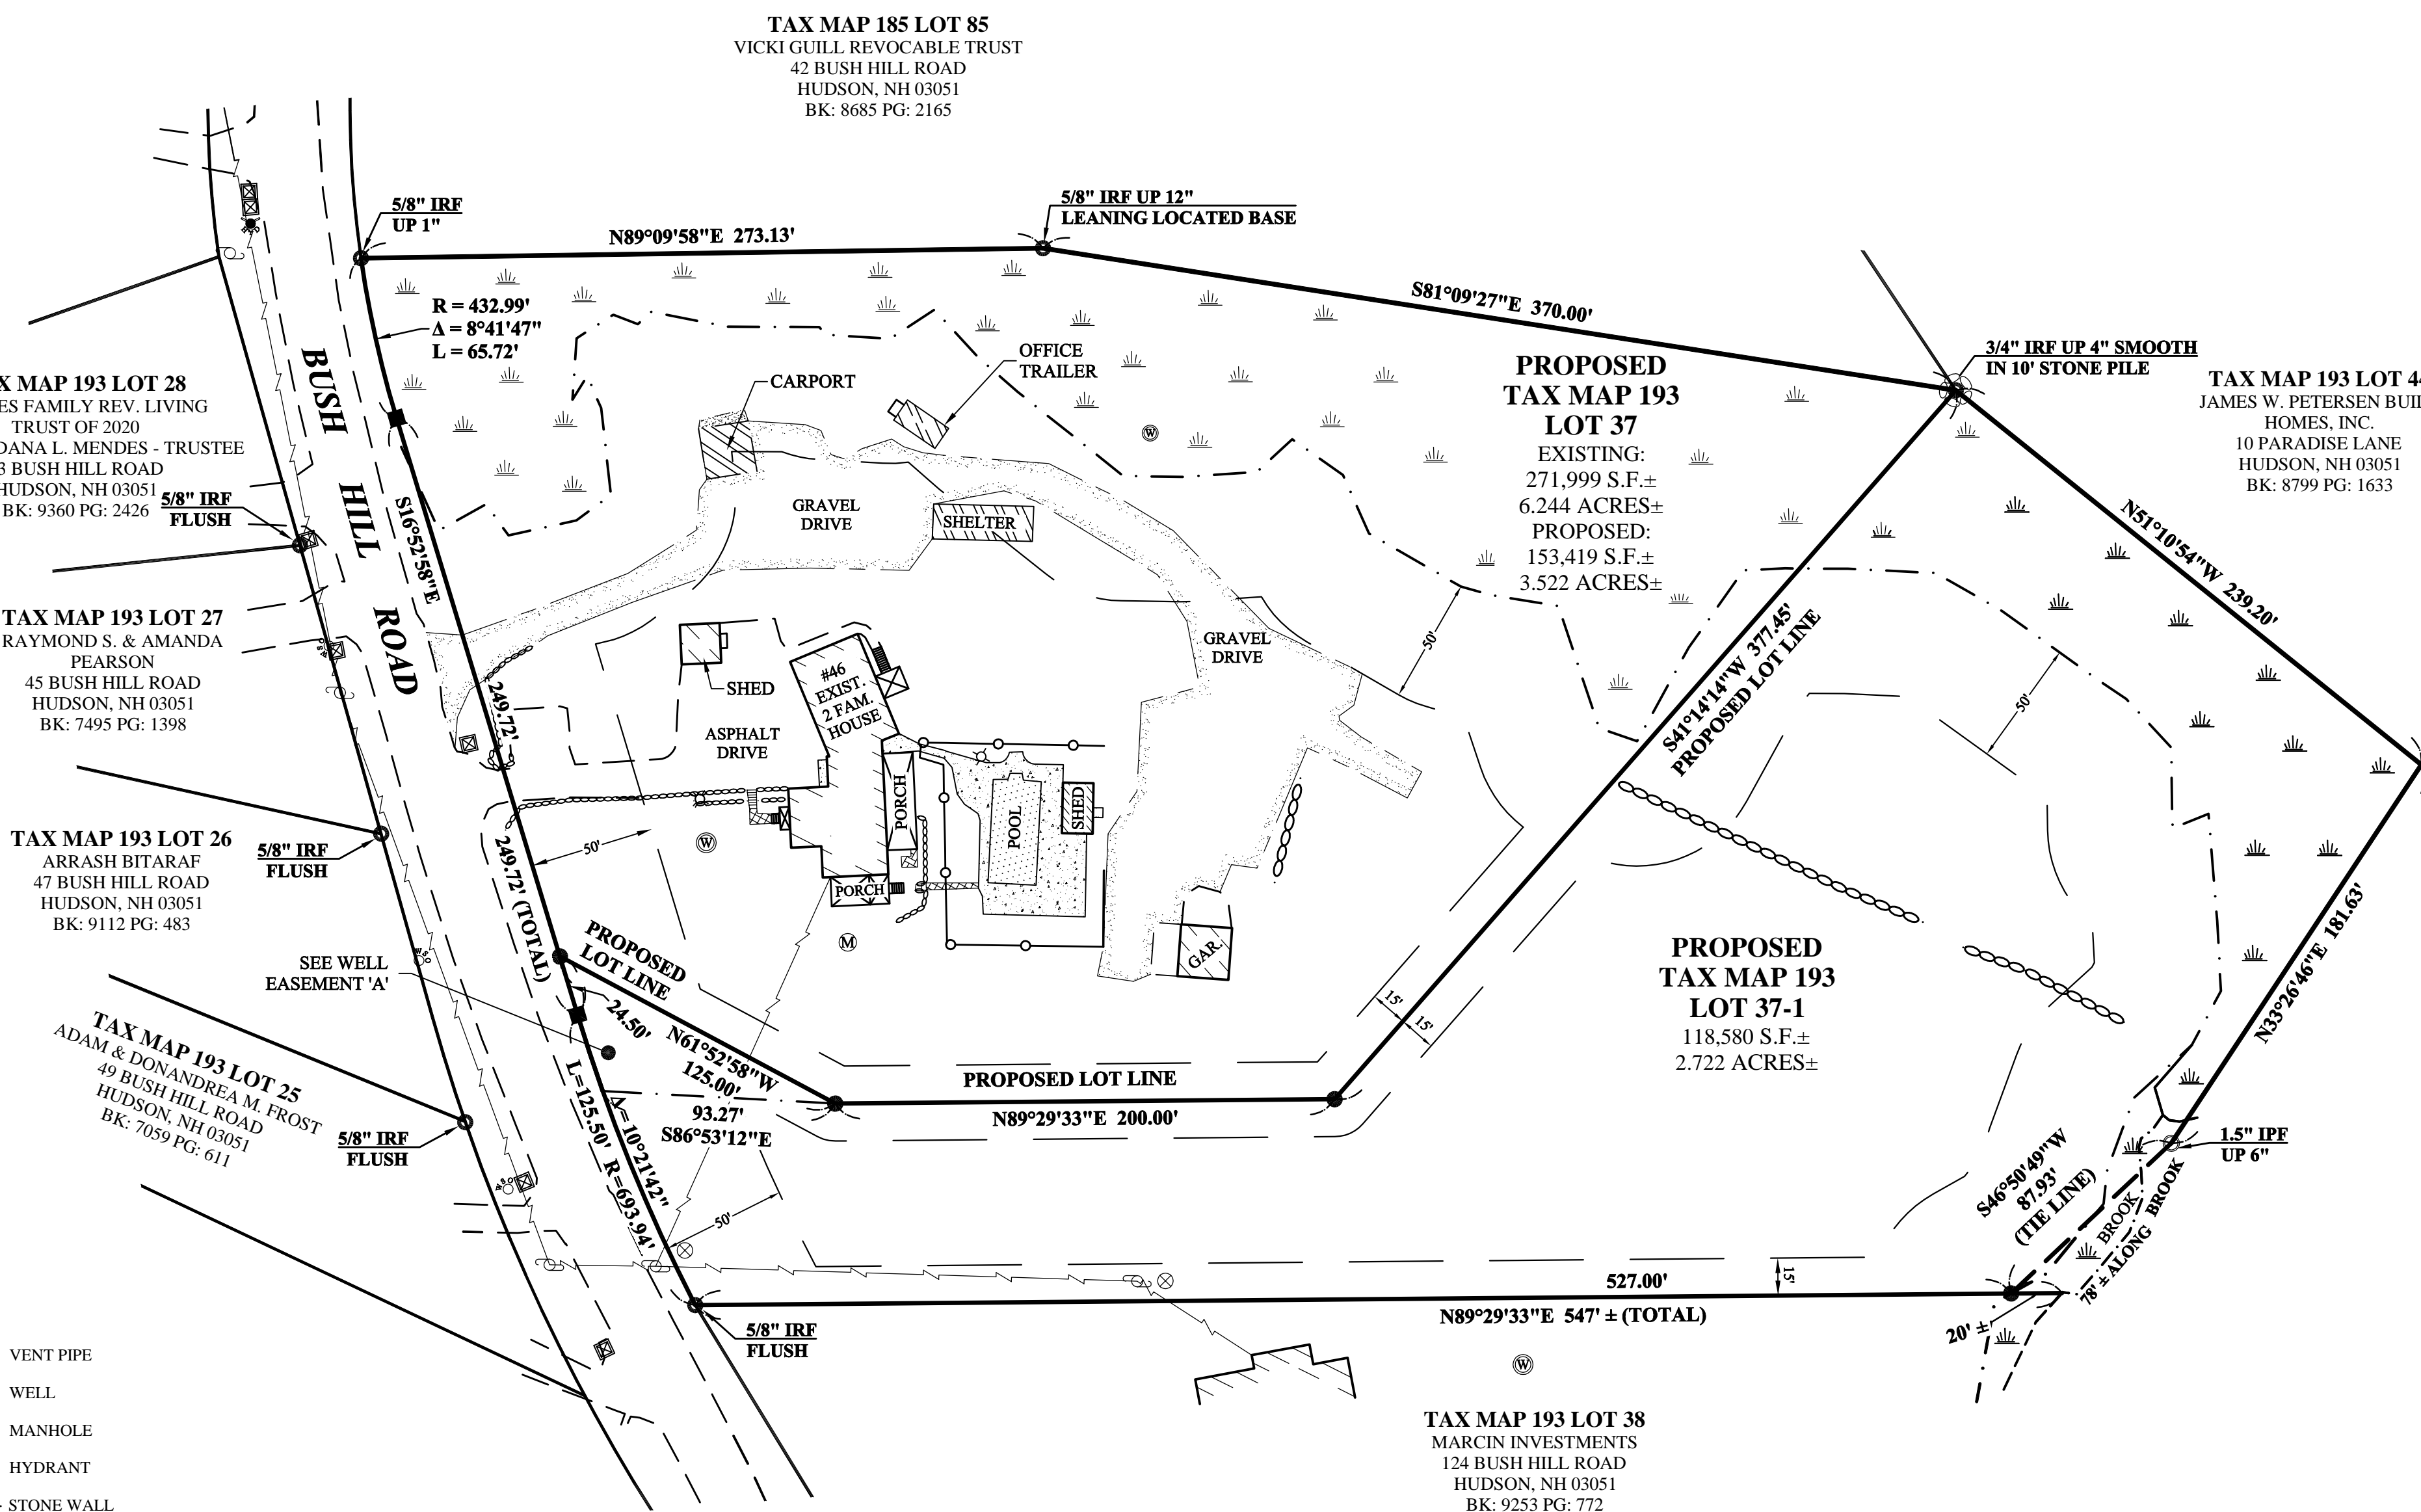 TAX MAP 185 LOT 85
VICKI GUILL REVOCABLE TRUST
42 BUSH HILL ROAD
HUDSON, NH 03051
BK: 8685 PG: 2165
5/8" IRF
UP 1"
N89°09'58"E 273.13'
5/8" IRF UP 12"
LEANING LOCATED BASE
S81°09'27"E 370.00'
R = 432.99'
Δ = 8°41'47"
L = 65.72'
3/4" IRF UP 4" SMOOTH
IN 10' STONE PILE
X MAP 193 LOT 28
ES FAMILY REV. LIVING
TRUST OF 2020
DANA L. MENDES - TRUSTEE
3 BUSH HILL ROAD
HUDSON, NH 03051
BK: 9360 PG: 2426
5/8" IRF
FLUSH
BUSH HILL ROAD
S16°52'58"E
249.72'
CARPORT
OFFICE
TRAILER
GRAVEL
DRIVE
SHELTER
PROPOSED
TAX MAP 193
LOT 37
EXISTING:
271,999 S.F.±
6.244 ACRES±
PROPOSED:
153,419 S.F.±
3.522 ACRES±
TAX MAP 193 LOT 44
JAMES W. PETERSEN BUIL
HOMES, INC.
10 PARADISE LANE
HUDSON, NH 03051
BK: 8799 PG: 1633
N51°10'54"W 239.20'
TAX MAP 193 LOT 27
RAYMOND S. & AMANDA
PEARSON
45 BUSH HILL ROAD
HUDSON, NH 03051
BK: 7495 PG: 1398
SHED
ASPHALT
DRIVE
#46
EXIST.
2 FAM.
HOUSE
PORCH
PORCH
POOL
SHED
GRAVEL
DRIVE
GAR.
50'
50'
50'
S41°14'14"W 377.45'
PROPOSED LOT LINE
W
W
M
TAX MAP 193 LOT 26
ARRASH BITARAF
47 BUSH HILL ROAD
HUDSON, NH 03051
BK: 9112 PG: 483
5/8" IRF
FLUSH
249.72' (TOTAL)
SEE WELL
EASEMENT 'A'
PROPOSED
LOT LINE
24.50'
N61°52'58"W
125.00'
93.27'
S86°53'12"E
PROPOSED LOT LINE
N89°29'33"E 200.00'
15'
15'
PROPOSED
TAX MAP 193
LOT 37-1
118,580 S.F.±
2.722 ACRES±
N33°26'46"E 181.63'
TAX MAP 193 LOT 25
ADAM & DONANDREA M. FROST
49 BUSH HILL ROAD
HUDSON, NH 03051
BK: 7059 PG: 611
5/8" IRF
FLUSH
Δ=10°21'42"
L=125.50' R=693.94'
50'
wso
wso
wso
1.5" IPF
UP 6"
S46°50'49"W
87.93'
(TIE LINE)
BROOK
78' ± ALONG BROOK
527.00'
15'
N89°29'33"E 547' ± (TOTAL)
20' ±
5/8" IRF
FLUSH
W
TAX MAP 193 LOT 38
MARCIN INVESTMENTS
124 BUSH HILL ROAD
HUDSON, NH 03051
BK: 9253 PG: 772
VENT PIPE
WELL
MANHOLE
HYDRANT
STONE WALL